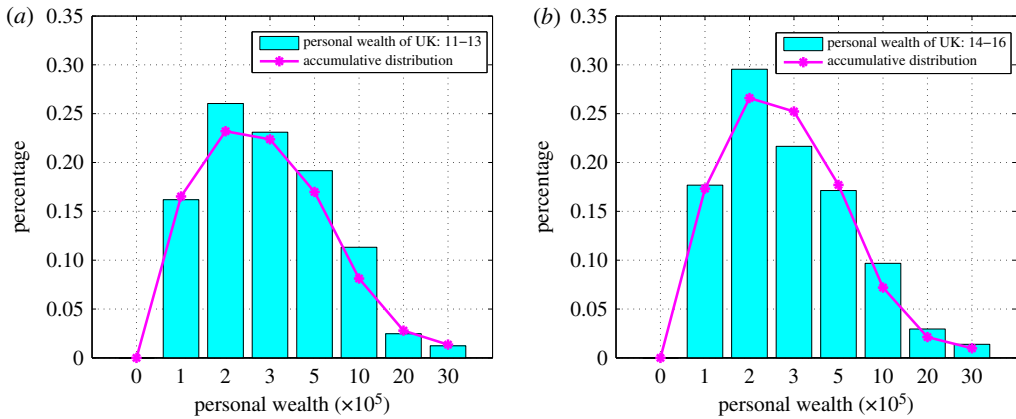 (a)
0.35
personal wealth of UK: 11–13
accumulative distribution
0.30
0.25
0.20
0.15
0.10
0.05
0
percentage
0 1 2 3 5 10 20 30
personal wealth (×10⁵)
(b)
0.35
personal wealth of UK: 14–16
accumulative distribution
0.30
0.25
0.20
0.15
0.10
0.05
0
percentage
0 1 2 3 5 10 20 30
personal wealth (×10⁵)